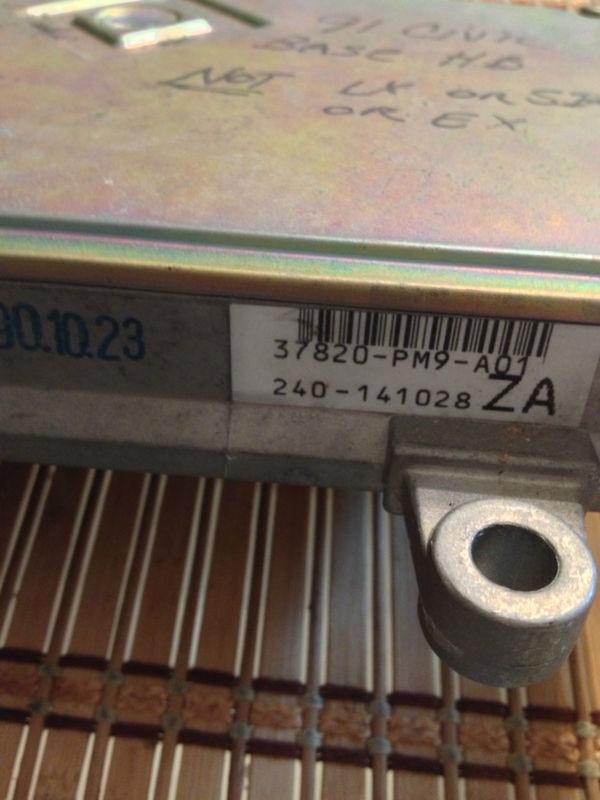 91 CIVIC
BASE HB
NOT LX OR SI
OR EX
90.10.23
37820-PM9-A01
240-141028 ZA